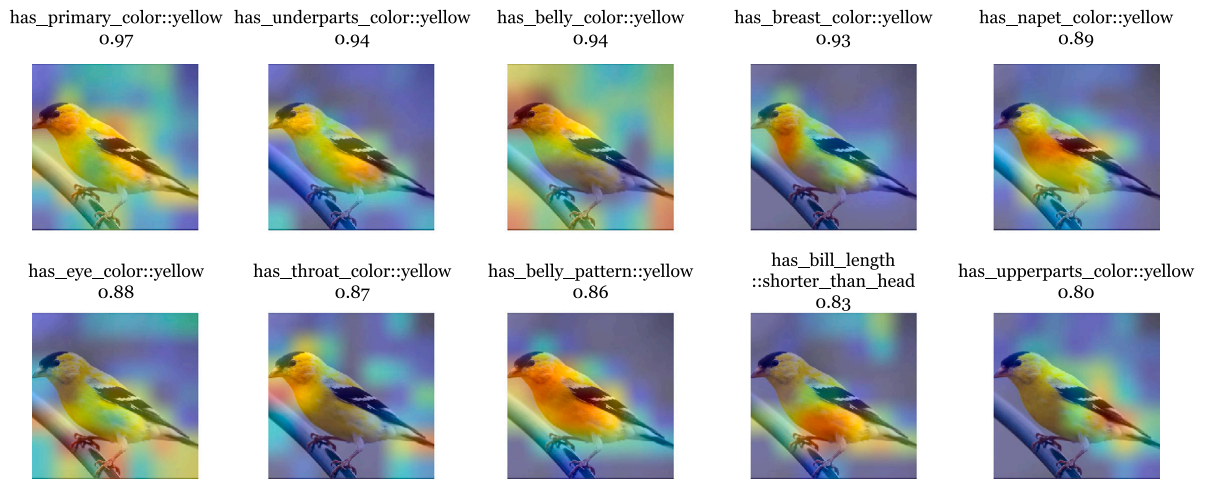 has_primary_color::yellow
0.97
has_underparts_color::yellow
0.94
has_belly_color::yellow
0.94
has_breast_color::yellow
0.93
has_napet_color::yellow
0.89
has_eye_color::yellow
0.88
has_throat_color::yellow
0.87
has_belly_pattern::yellow
0.86
has_bill_length
::shorter_than_head
0.83
has_upperparts_color::yellow
0.80